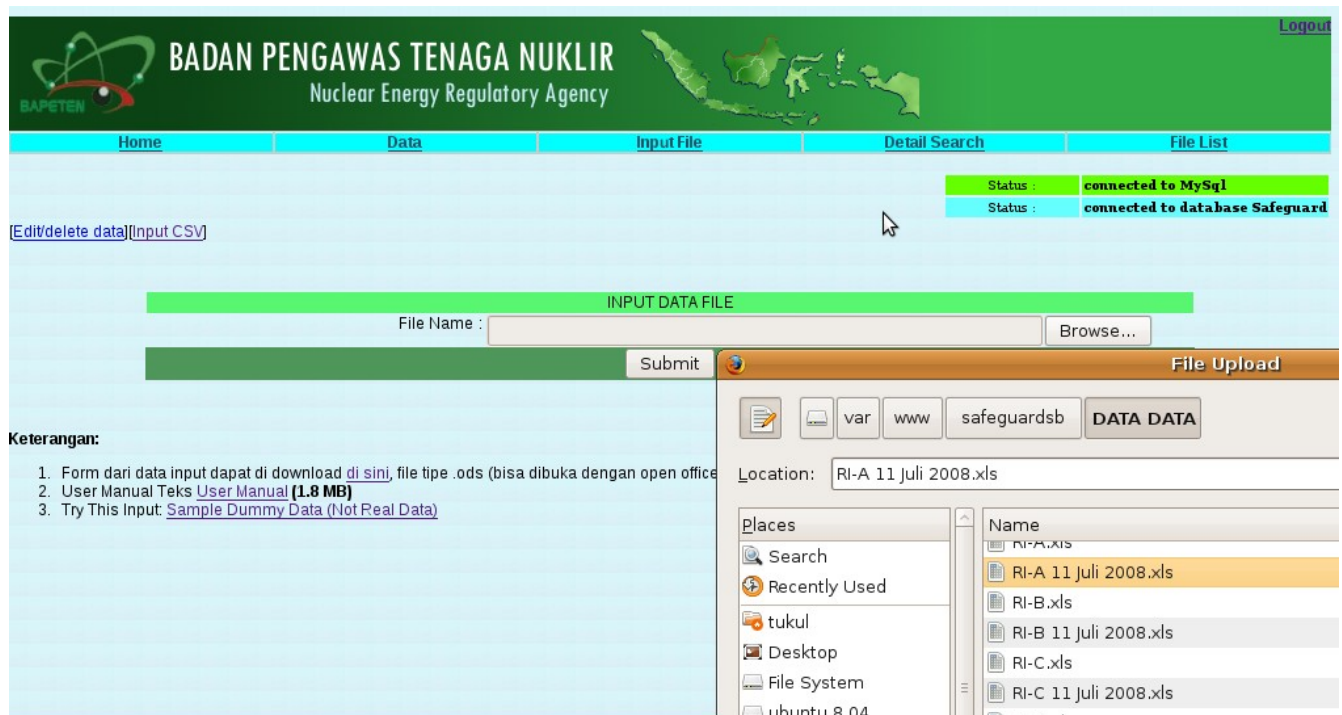 Logout
BADAN PENGAWAS TENAGA NUKLIR
Nuclear Energy Regulatory Agency
BAPETEN
Home Data Input File Detail Search File List
Status : connected to MySql
Status : connected to database Safeguard
[Edit/delete data][Input CSV]
INPUT DATA FILE
File Name : Browse...
Submit
Keterangan:
1. Form dari data input dapat di download di sini, file tipe .ods (bisa dibuka dengan open office
2. User Manual Teks User Manual (1.8 MB)
3. Try This Input: Sample Dummy Data (Not Real Data)
File Upload
var www safeguardsb DATA DATA
Location: RI-A 11 Juli 2008.xls
Places
Search
Recently Used
tukul
Desktop
File System
ubuntu 8.04
Name
RI-A.xls
RI-A 11 Juli 2008.xls
RI-B.xls
RI-B 11 Juli 2008.xls
RI-C.xls
RI-C 11 Juli 2008.xls